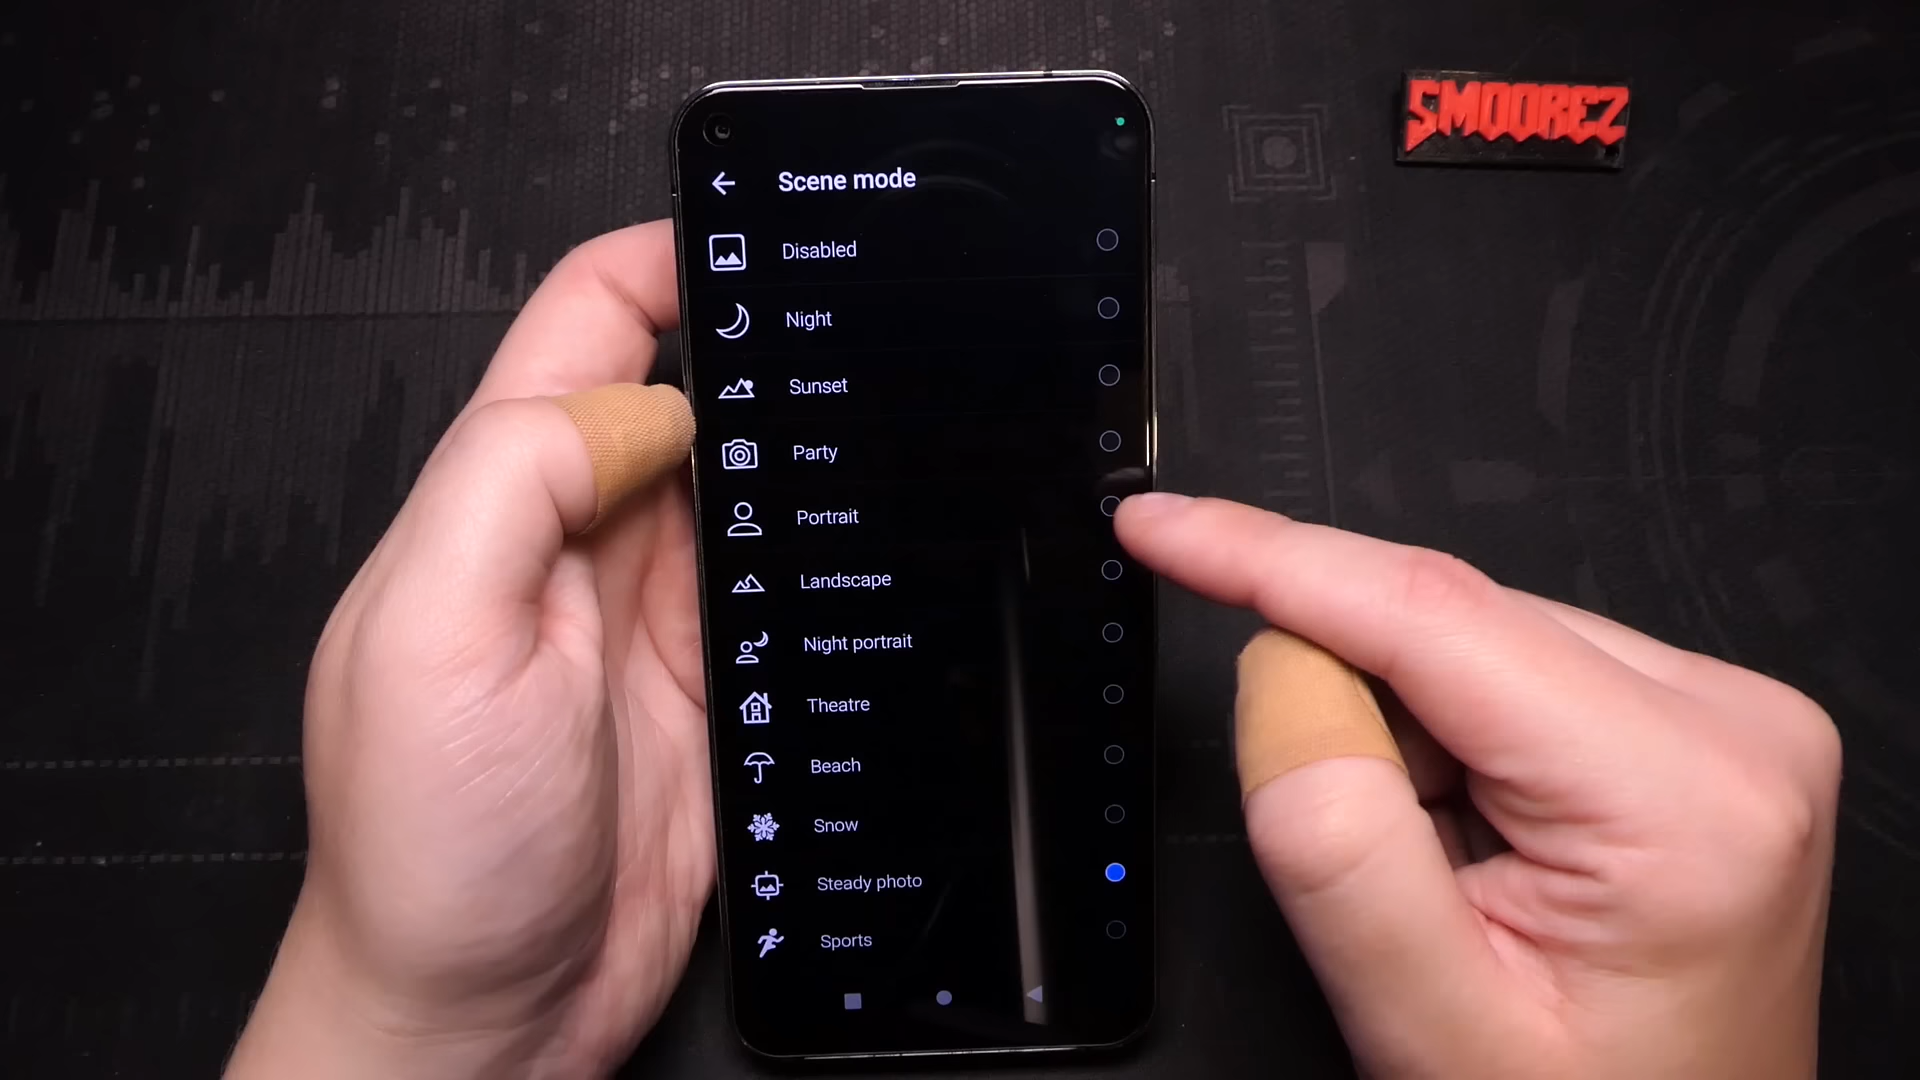 SMOOREZ
Scene mode
Disabled
Night
Sunset
Party
Portrait
Landscape
Night portrait
Theatre
Beach
Snow
Steady photo
Sports